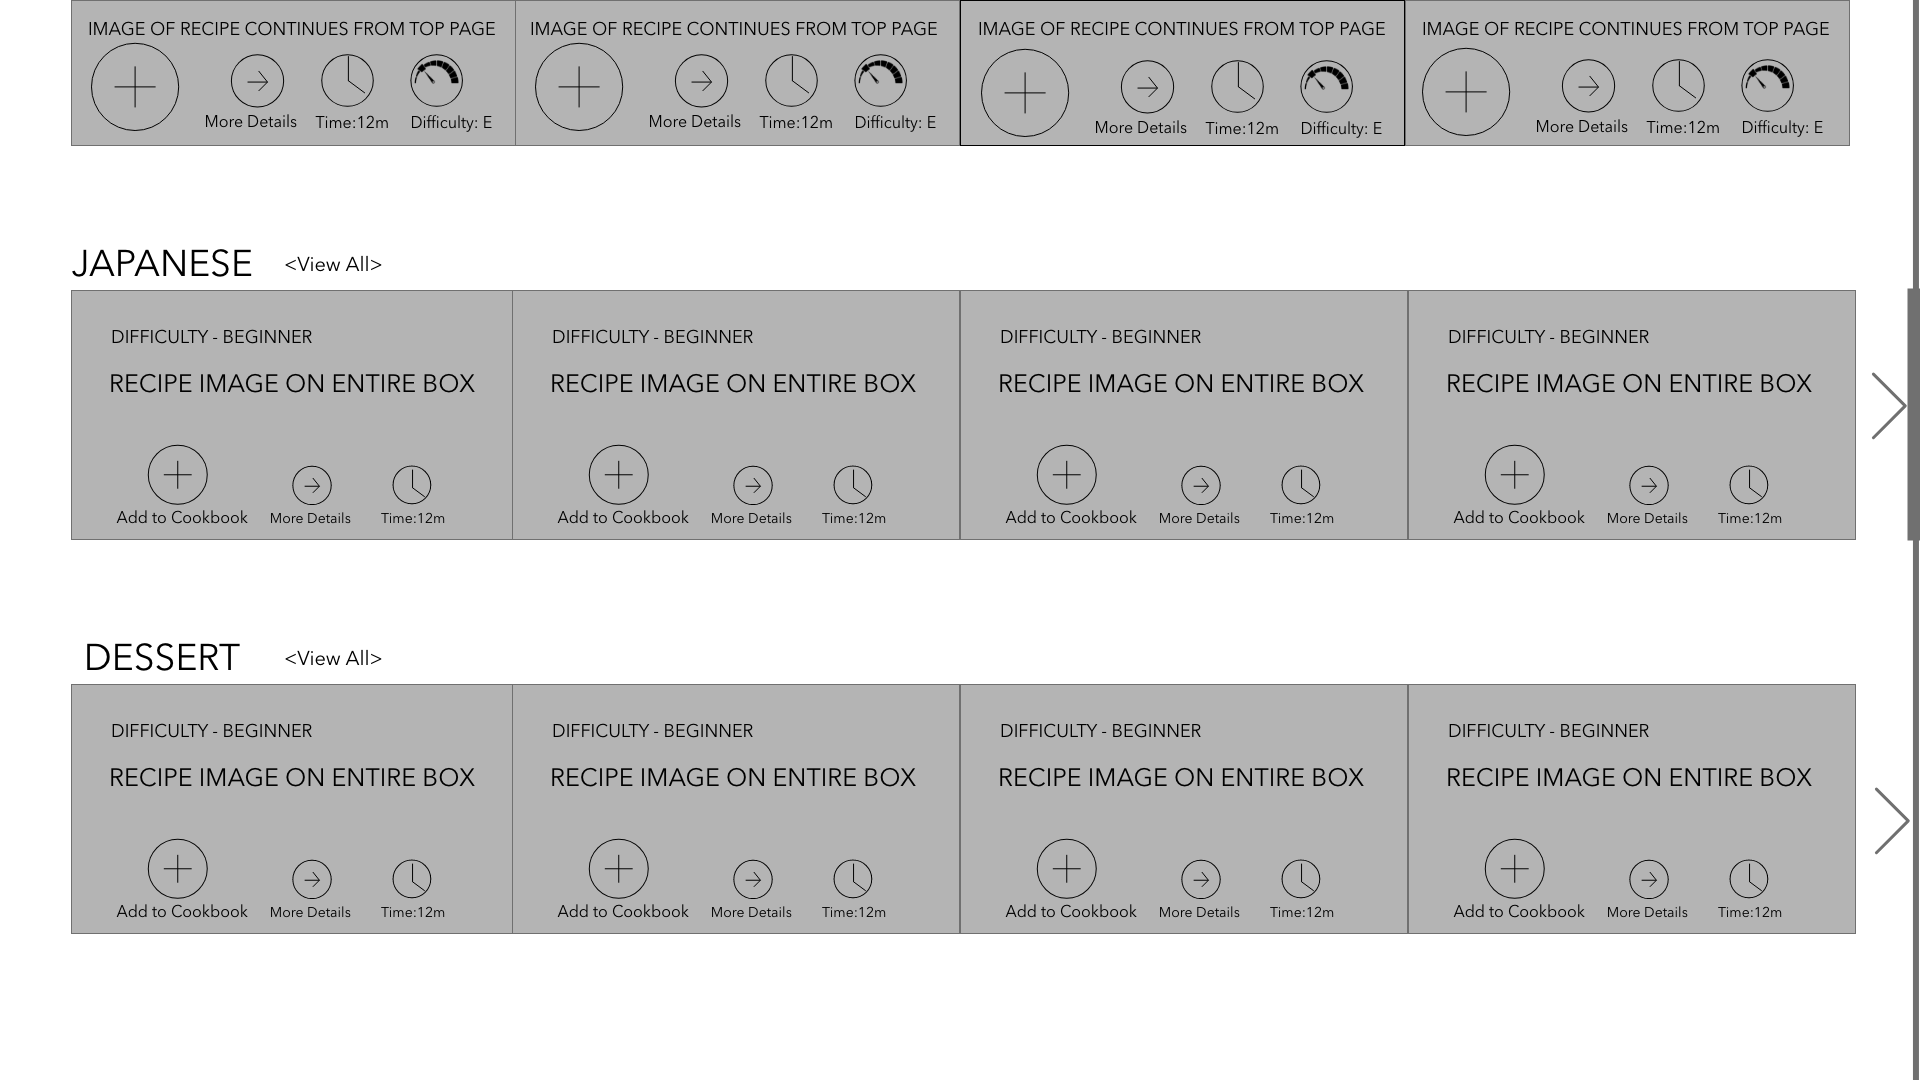 IMAGE OF RECIPE CONTINUES FROM TOP PAGE IMAGE OF RECIPE CONTINUES FROM TOP PAGE IMAGE OF RECIPE CONTINUES FROM TOP PAGE IMAGE OF RECIPE CONTINUES FROM TOP PAGE
More Details Time:12m Difficulty: E More Details Time:12m Difficulty: E More Details Time:12m Difficulty: E More Details Time:12m Difficulty: E
JAPANESE <View All>
DIFFICULTY - BEGINNER DIFFICULTY - BEGINNER DIFFICULTY - BEGINNER DIFFICULTY - BEGINNER
RECIPE IMAGE ON ENTIRE BOX RECIPE IMAGE ON ENTIRE BOX RECIPE IMAGE ON ENTIRE BOX RECIPE IMAGE ON ENTIRE BOX
Add to Cookbook More Details Time:12m Add to Cookbook More Details Time:12m Add to Cookbook More Details Time:12m Add to Cookbook More Details Time:12m
DESSERT <View All>
DIFFICULTY - BEGINNER DIFFICULTY - BEGINNER DIFFICULTY - BEGINNER DIFFICULTY - BEGINNER
RECIPE IMAGE ON ENTIRE BOX RECIPE IMAGE ON ENTIRE BOX RECIPE IMAGE ON ENTIRE BOX RECIPE IMAGE ON ENTIRE BOX
Add to Cookbook More Details Time:12m Add to Cookbook More Details Time:12m Add to Cookbook More Details Time:12m Add to Cookbook More Details Time:12m